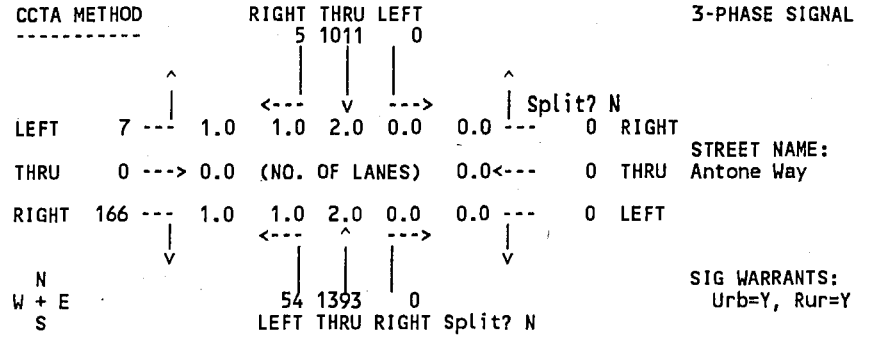 CCTA METHOD RIGHT THRU LEFT 3-PHASE SIGNAL
----------- 5 1011 0
^ ^
<--- v ---> Split? N
LEFT 7 --- 1.0 1.0 2.0 0.0 0.0 --- 0 RIGHT
STREET NAME:
THRU 0 ---> 0.0 (NO. OF LANES) 0.0<--- 0 THRU Antone Way
RIGHT 166 --- 1.0 1.0 2.0 0.0 0.0 --- 0 LEFT
<--- ^ --->
v v
N SIG WARRANTS:
W + E 54 1393 0 Urb=Y, Rur=Y
S LEFT THRU RIGHT Split? N